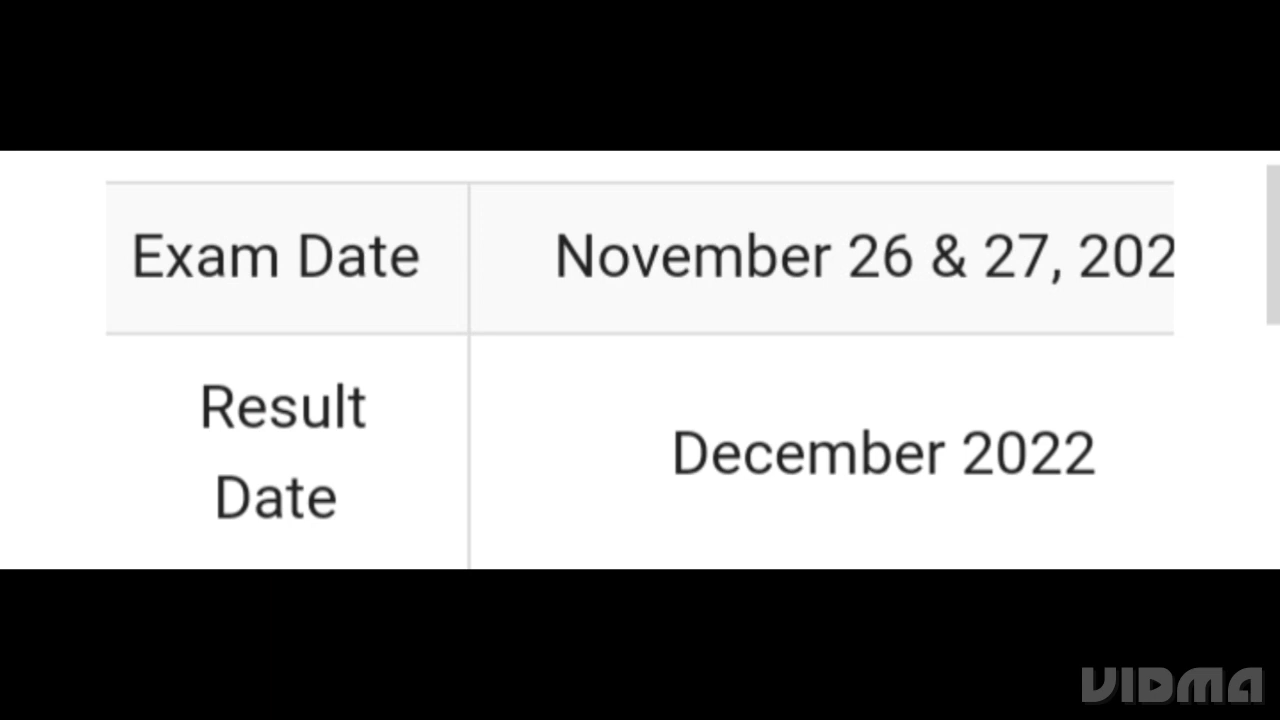 Exam Date
November 26 & 27, 202
Result
Date
December 2022
VIDMA